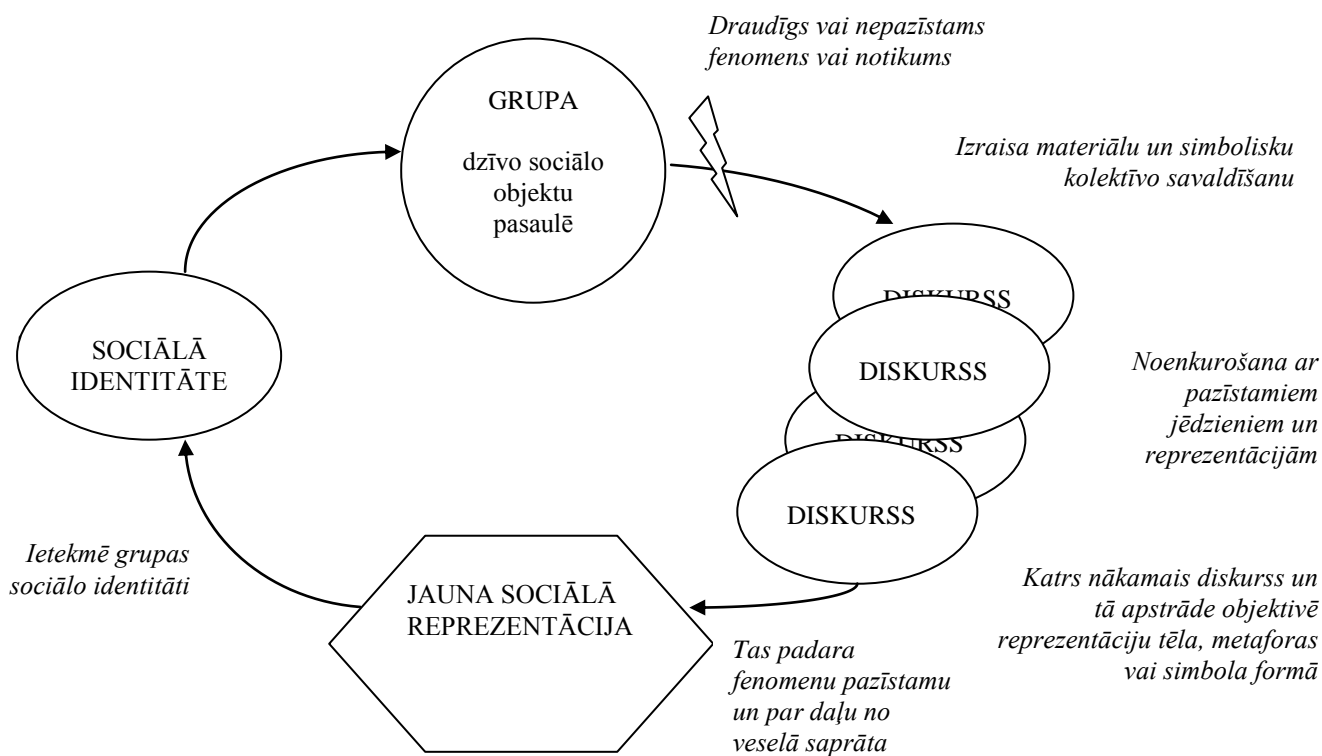 Draudīgs vai nepazīstams
fenomens vai notikums
GRUPA
dzīvo sociālo
objektu
pasaulē
Izraisa materiālu un simbolisku
kolektīvo savaldīšanu
DISKURSS
DISKURSS
DISKURSS
DISKURSS
Noenkurošana ar
pazīstamiem
jēdzieniem un
reprezentācijām
Katrs nākamais diskurss un
tā apstrāde objektivē
reprezentāciju tēla, metaforas
vai simbola formā
Tas padara
fenomenu pazīstamu
un par daļu no
veselā saprāta
JAUNA SOCIĀLĀ
REPREZENTĀCIJA
Ietekmē grupas
sociālo identitāti
SOCIĀLĀ
IDENTITĀTE